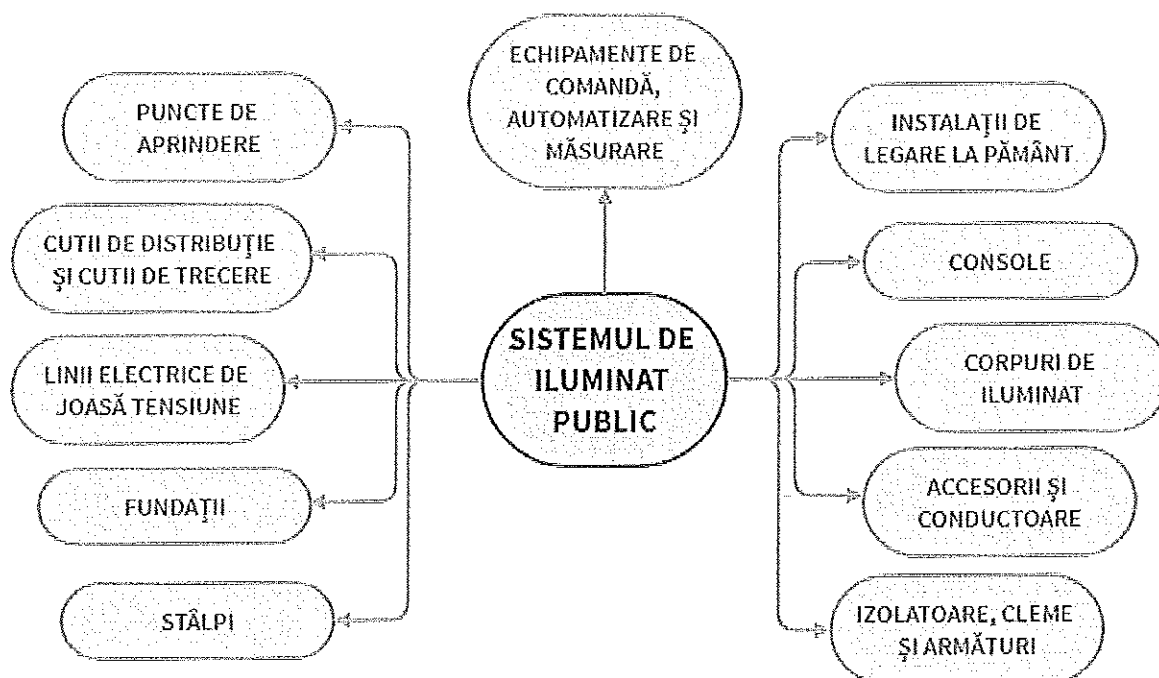 ECHIPAMENTE DE
COMANDĂ,
AUTOMATIZARE ȘI
MĂSURARE
PUNCTE DE
APRINDERE
CUTII DE DISTRIBUȚIE
ȘI CUTII DE TRECERE
LINII ELECTRICE DE
JOASĂ TENSIUNE
FUNDAȚII
STÂLPI
SISTEMUL DE
ILUMINAT
PUBLIC
INSTALAȚII DE
LEGARE LA PĂMÂNT
CONSOLE
CORPURI DE
ILUMINAT
ACCESORII ȘI
CONDUCTOARE
IZOLATOARE, CLEME
ȘI ARMĂTURI